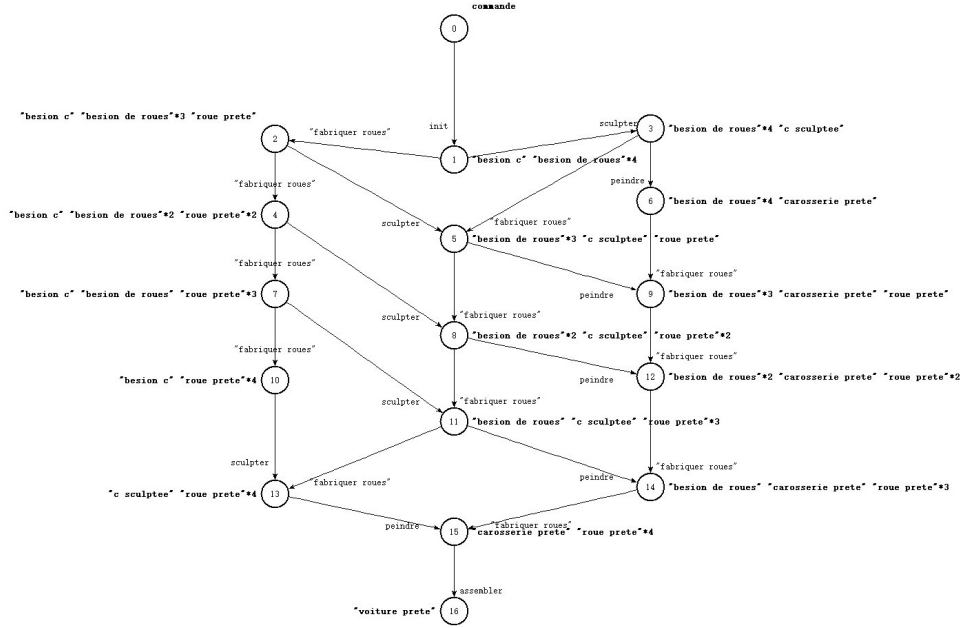 commande
0
init
"besion c" "besion de roues"*3 "roue prete"
2
"fabriquer roues"
sculpter
3
"besion de roues"*4 "c sculptee"
1
"besion c" "besion de roues"*4
"fabriquer roues"
peindre
"besion c" "besion de roues"*2 "roue prete"*2
4
6
"besion de roues"*4 "carosserie prete"
sculpter
"fabriquer roues"
5
"besion de roues"*3 "c sculptee" "roue prete"
"fabriquer roues"
"fabriquer roues"
"besion c" "besion de roues" "roue prete"*3
7
peindre
9
"besion de roues"*3 "carosserie prete" "roue prete"
sculpter
"fabriquer roues"
8
"besion de roues"*2 "c sculptee" "roue prete"*2
"fabriquer roues"
"fabriquer roues"
"besion c" "roue prete"*4
10
peindre
12
"besion de roues"*2 "carosserie prete" "roue prete"*2
sculpter
"fabriquer roues"
11
"besion de roues" "c sculptee" "roue prete"*3
sculpter
"fabriquer roues"
"fabriquer roues"
peindre
"c sculptee" "roue prete"*4
13
14
"besion de roues" "carosserie prete" "roue prete"*3
peindre
"fabriquer roues"
15
"carosserie prete" "roue prete"*4
assembler
"voiture prete"
16